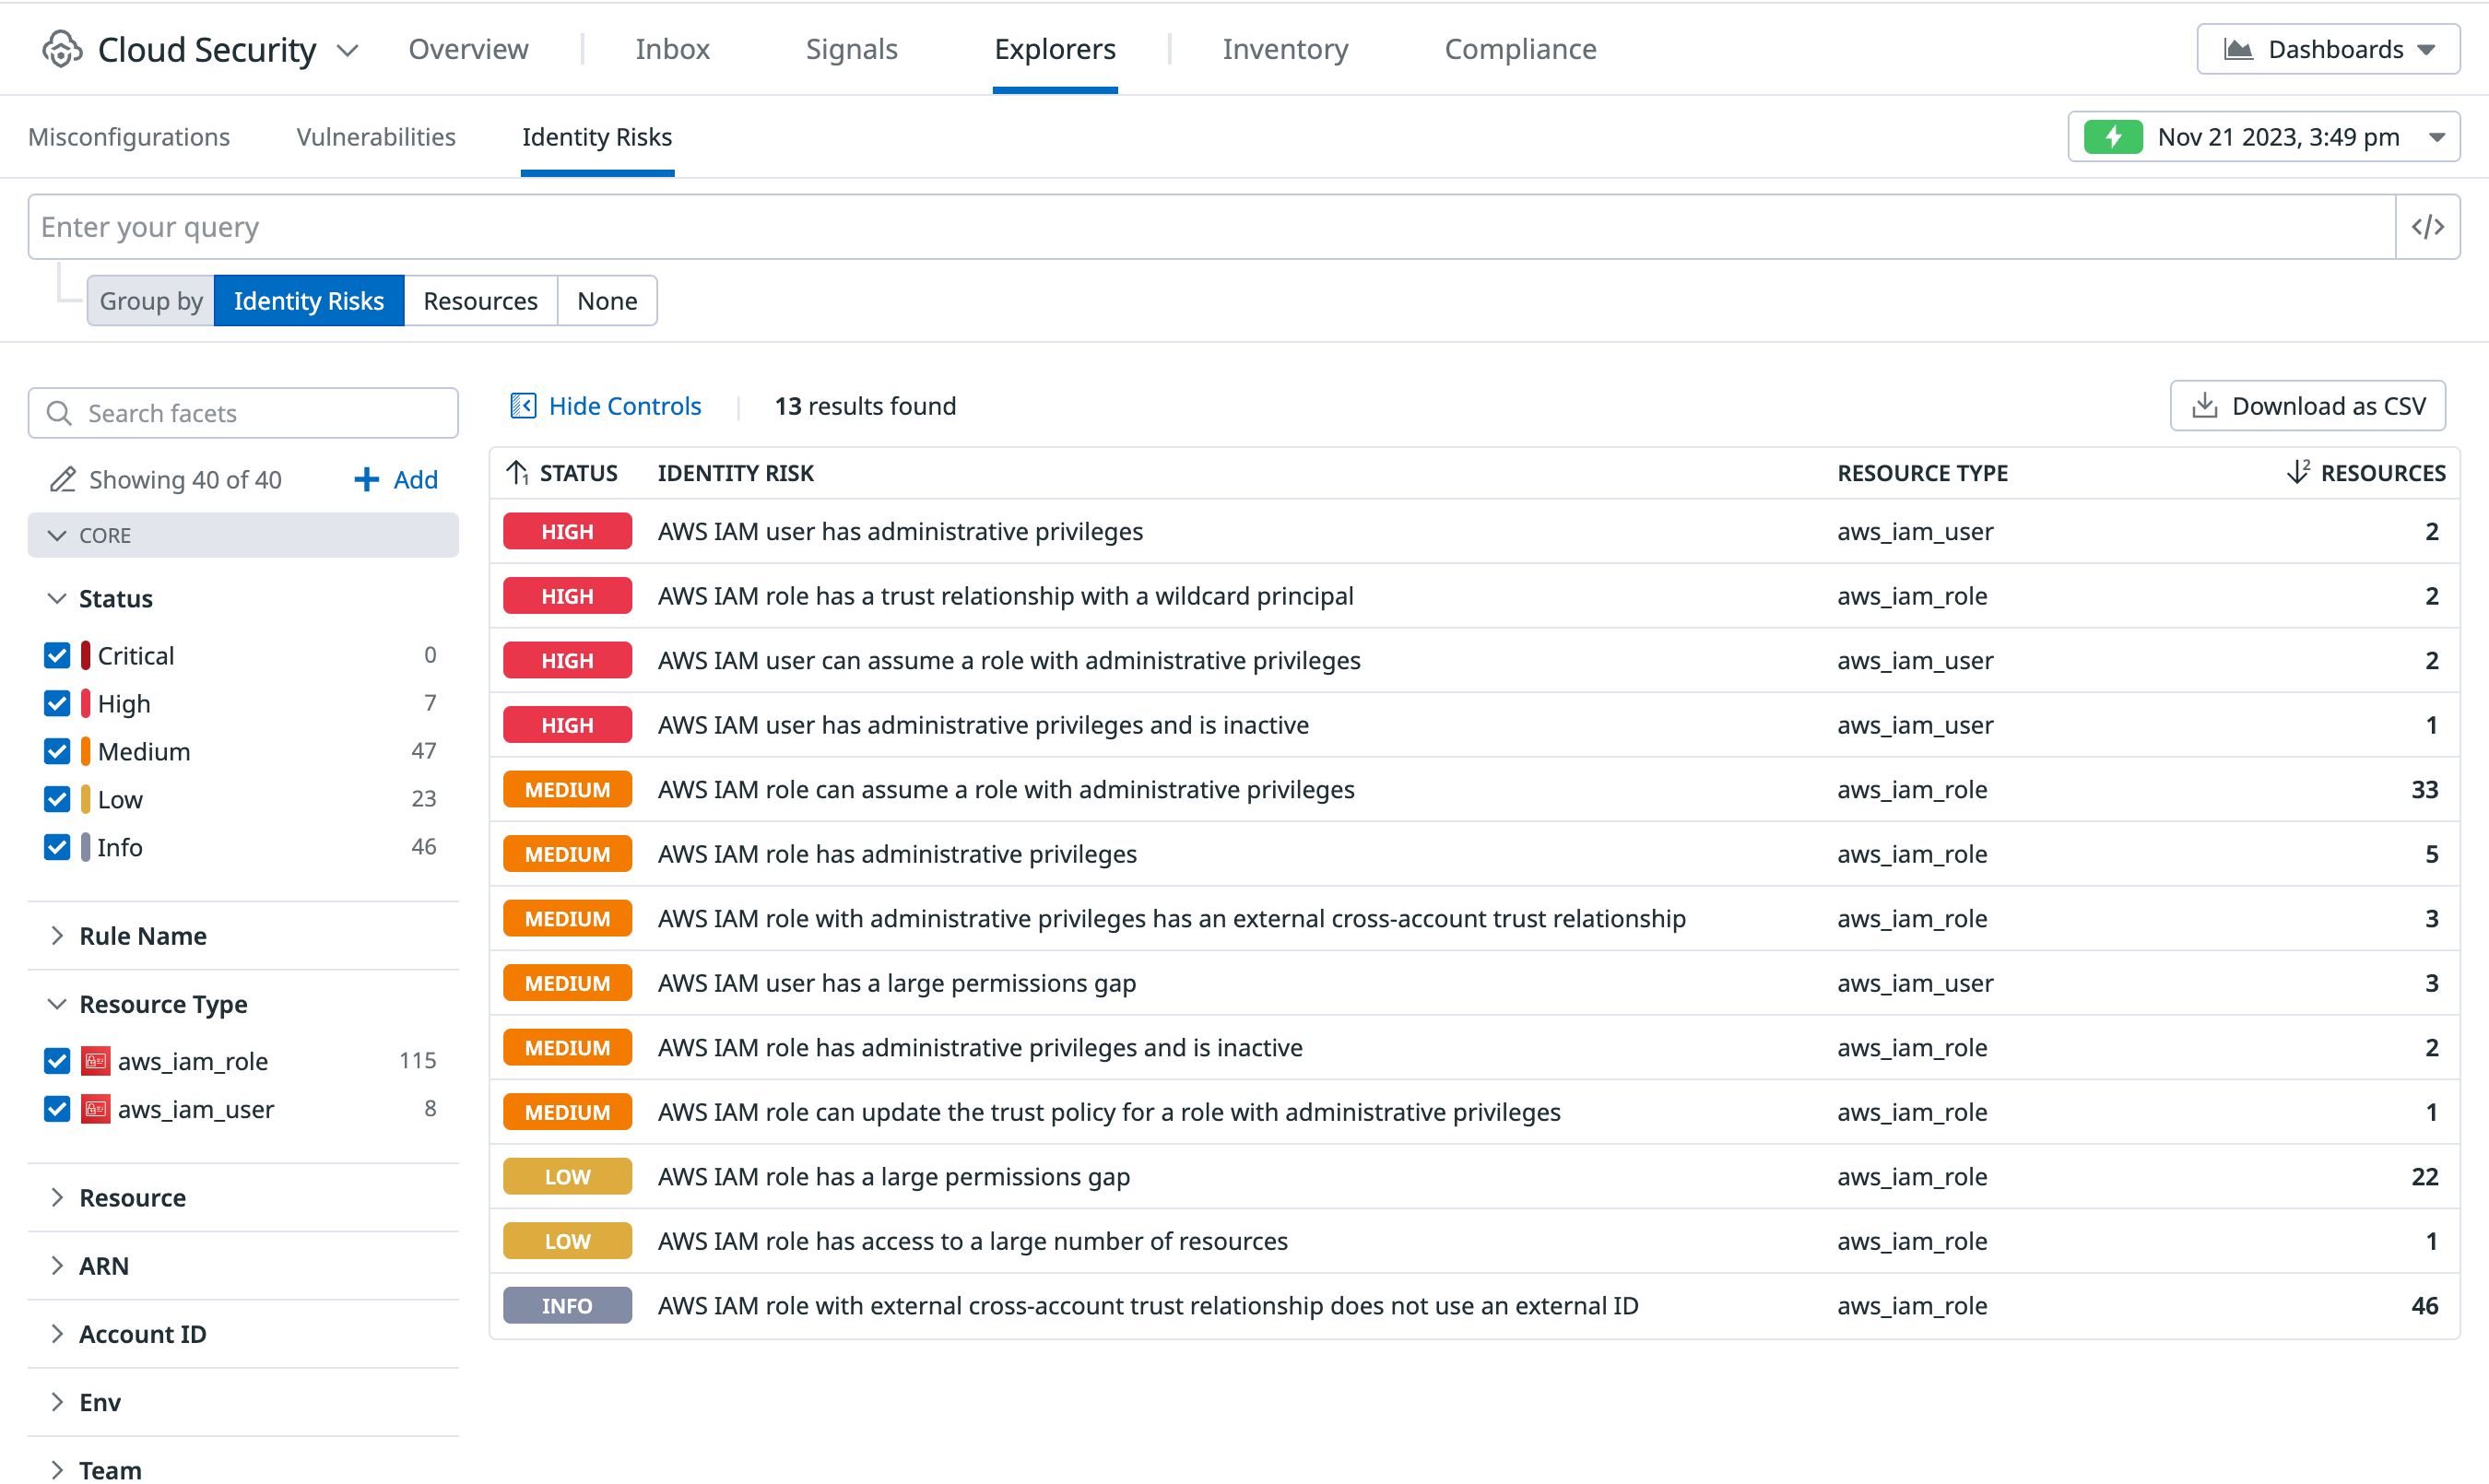 Cloud Security Overview Inbox Signals Explorers Inventory Compliance Dashboards
Misconfigurations Vulnerabilities Identity Risks Nov 21 2023, 3:49 pm
Enter your query </>
Group by Identity Risks Resources None
Search facets
Hide Controls 13 results found Download as CSV
Showing 40 of 40 + Add
CORE
Status
Critical 0
High 7
Medium 47
Low 23
Info 46
Rule Name
Resource Type
aws_iam_role 115
aws_iam_user 8
Resource
ARN
Account ID
Env
Team
1 STATUS IDENTITY RISK RESOURCE TYPE 2 RESOURCES
HIGH AWS IAM user has administrative privileges aws_iam_user 2
HIGH AWS IAM role has a trust relationship with a wildcard principal aws_iam_role 2
HIGH AWS IAM user can assume a role with administrative privileges aws_iam_user 2
HIGH AWS IAM user has administrative privileges and is inactive aws_iam_user 1
MEDIUM AWS IAM role can assume a role with administrative privileges aws_iam_role 33
MEDIUM AWS IAM role has administrative privileges aws_iam_role 5
MEDIUM AWS IAM role with administrative privileges has an external cross-account trust relationship aws_iam_role 3
MEDIUM AWS IAM user has a large permissions gap aws_iam_user 3
MEDIUM AWS IAM role has administrative privileges and is inactive aws_iam_role 2
MEDIUM AWS IAM role can update the trust policy for a role with administrative privileges aws_iam_role 1
LOW AWS IAM role has a large permissions gap aws_iam_role 22
LOW AWS IAM role has access to a large number of resources aws_iam_role 1
INFO AWS IAM role with external cross-account trust relationship does not use an external ID aws_iam_role 46